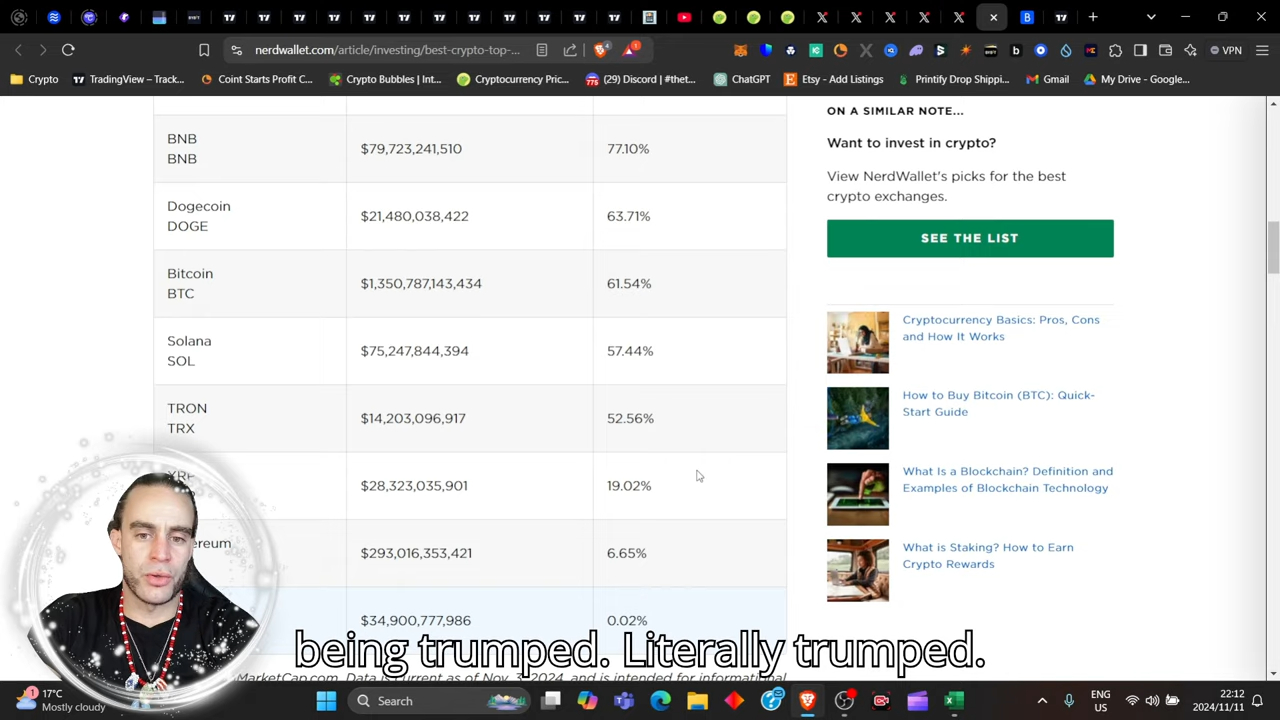 nerdwallet.com/article/investing/best-crypto-top-...
VPN
Crypto
TradingView – Track...
Coint Starts Profit C...
Crypto Bubbles | Int...
Cryptocurrency Pric...
(29) Discord | #thet...
ChatGPT
Etsy - Add Listings
Printify Drop Shippi...
Gmail
My Drive - Google...
BNB
BNB
$79,723,241,510
77.10%
Dogecoin
DOGE
$21,480,038,422
63.71%
Bitcoin
BTC
$1,350,787,143,434
61.54%
Solana
SOL
$75,247,844,394
57.44%
TRON
TRX
$14,203,096,917
52.56%
XRP
$28,323,035,901
19.02%
ereum
$293,016,353,421
6.65%
$34,900,777,986
0.02%
MarketCap.com. Data is current as of Nov. 3, 202 and is intended for informational
ON A SIMILAR NOTE...
Want to invest in crypto?
View NerdWallet's picks for the best
crypto exchanges.
SEE THE LIST
Cryptocurrency Basics: Pros, Cons
and How It Works
How to Buy Bitcoin (BTC): Quick-
Start Guide
What Is a Blockchain? Definition and
Examples of Blockchain Technology
What is Staking? How to Earn
Crypto Rewards
being trumped. Literally trumped.
17°C
Mostly cloudy
Search
ENG
US
22:12
2024/11/11